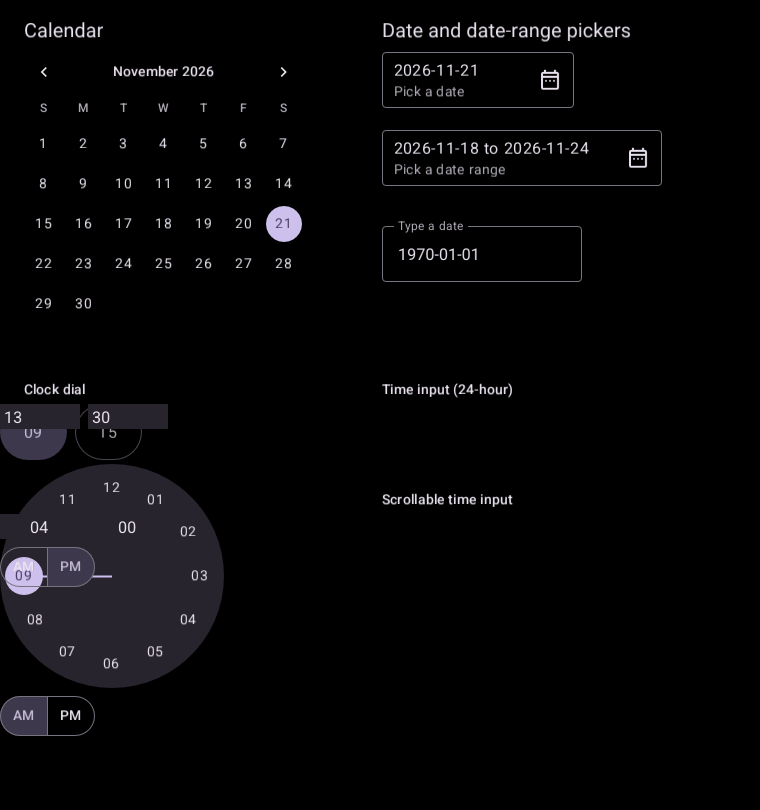 Calendar
November 2026
S M T W T F S
1 2 3 4 5 6 7
8 9 10 11 12 13 14
15 16 17 18 19 20 21
22 23 24 25 26 27 28
29 30
Date and date-range pickers
2026-11-21
Pick a date
2026-11-18 to 2026-11-24
Pick a date range
Type a date
1970-01-01
Clock dial
13 30
09 15
12
11 01
04 00
02
AM PM
09 03
08 04
07 05
06
AM PM
Time input (24-hour)
Scrollable time input